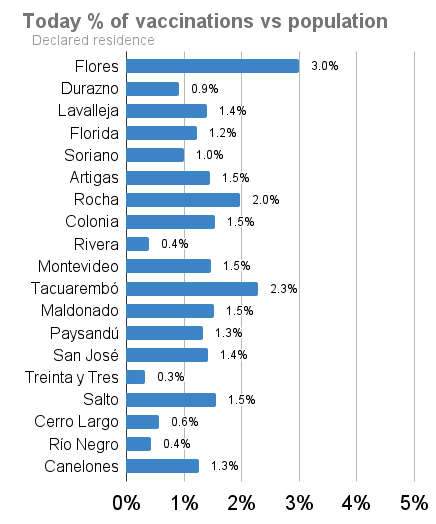 Today % of vaccinations vs population
Declared residence
Flores 3.0%
Durazno 0.9%
Lavalleja 1.4%
Florida 1.2%
Soriano 1.0%
Artigas 1.5%
Rocha 2.0%
Colonia 1.5%
Rivera 0.4%
Montevideo 1.5%
Tacuarembó 2.3%
Maldonado 1.5%
Paysandú 1.3%
San José 1.4%
Treinta y Tres 0.3%
Salto 1.5%
Cerro Largo 0.6%
Río Negro 0.4%
Canelones 1.3%
0% 1% 2% 3% 4% 5%